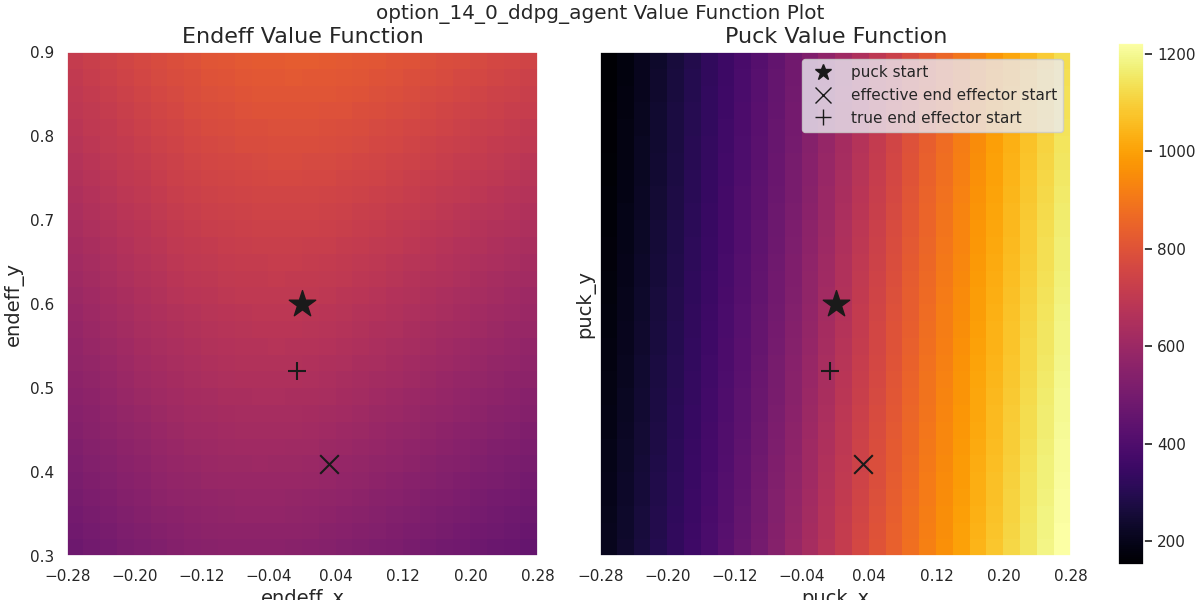 option_14_0_ddpg_agent Value Function Plot
Endeff Value Function
Puck Value Function
puck start
effective end effector start
true end effector start
0.9
0.8
0.7
0.6
0.5
0.4
0.3
endeff_y
−0.28 −0.20 −0.12 −0.04 0.04 0.12 0.20 0.28
endeff_x
puck_y
−0.28 −0.20 −0.12 −0.04 0.04 0.12 0.20 0.28
puck_x
1200
1000
800
600
400
200